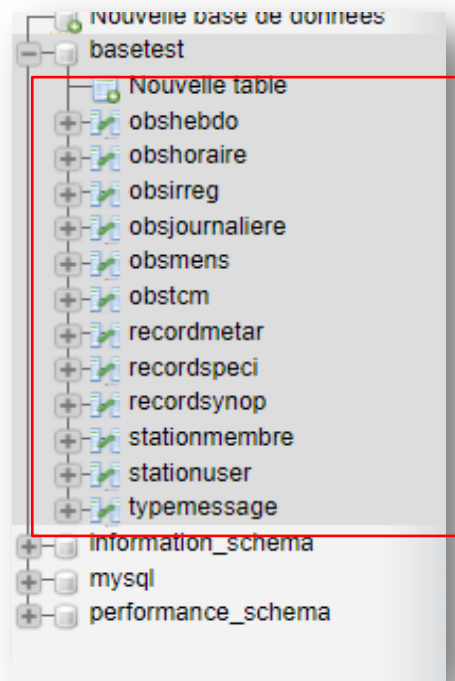 Nouvelle base de données
basetest
Nouvelle table
obshebdo
obshoraire
obsirreg
obsjournaliere
obsmens
obstcm
recordmetar
recordspeci
recordsynop
stationmembre
stationuser
typemessage
information_schema
mysql
performance_schema